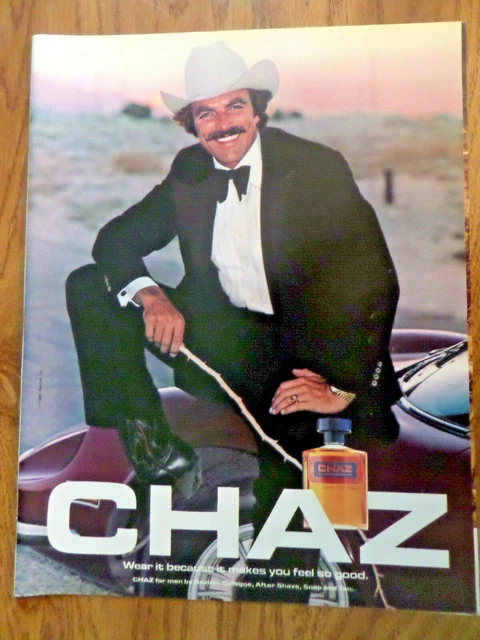 CHAZ
CHAZ
Wear it because it makes you feel so good.
CHAZ for men by Revlon. Cologne, After Shave, Soap and Talc.